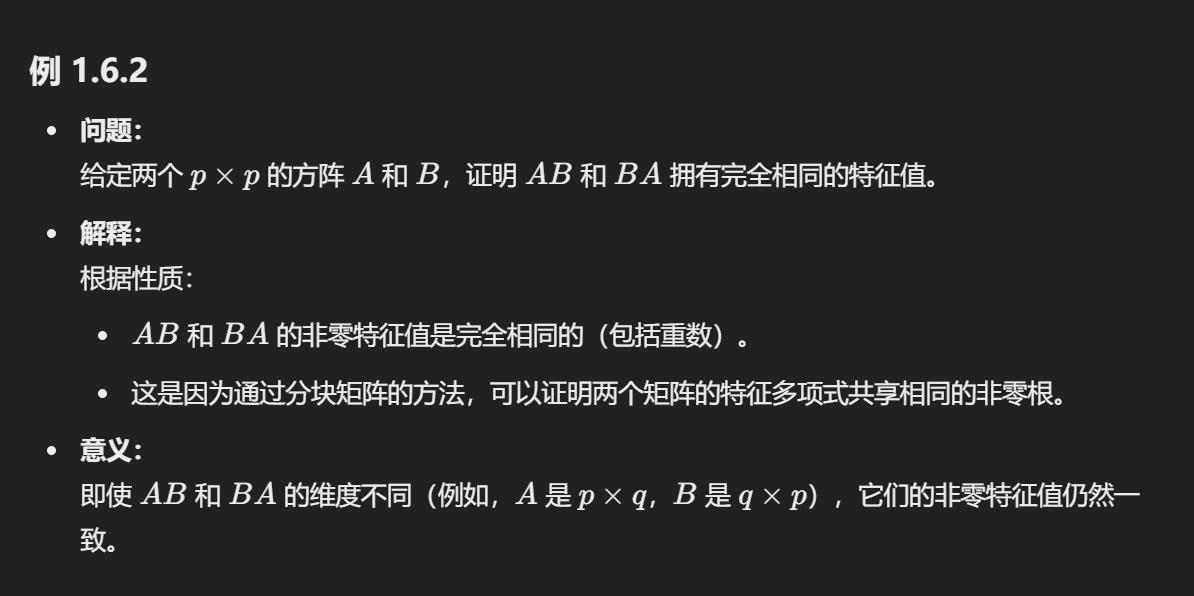 例 1.6.2
• 问题：
给定两个 p × p 的方阵 A 和 B，证明 AB 和 BA 拥有完全相同的特征值。
• 解释：
根据性质：
• AB 和 BA 的非零特征值是完全相同的（包括重数）。
• 这是因为通过分块矩阵的方法，可以证明两个矩阵的特征多项式共享相同的非零根。
• 意义：
即使 AB 和 BA 的维度不同（例如，A 是 p × q，B 是 q × p），它们的非零特征值仍然一
致。